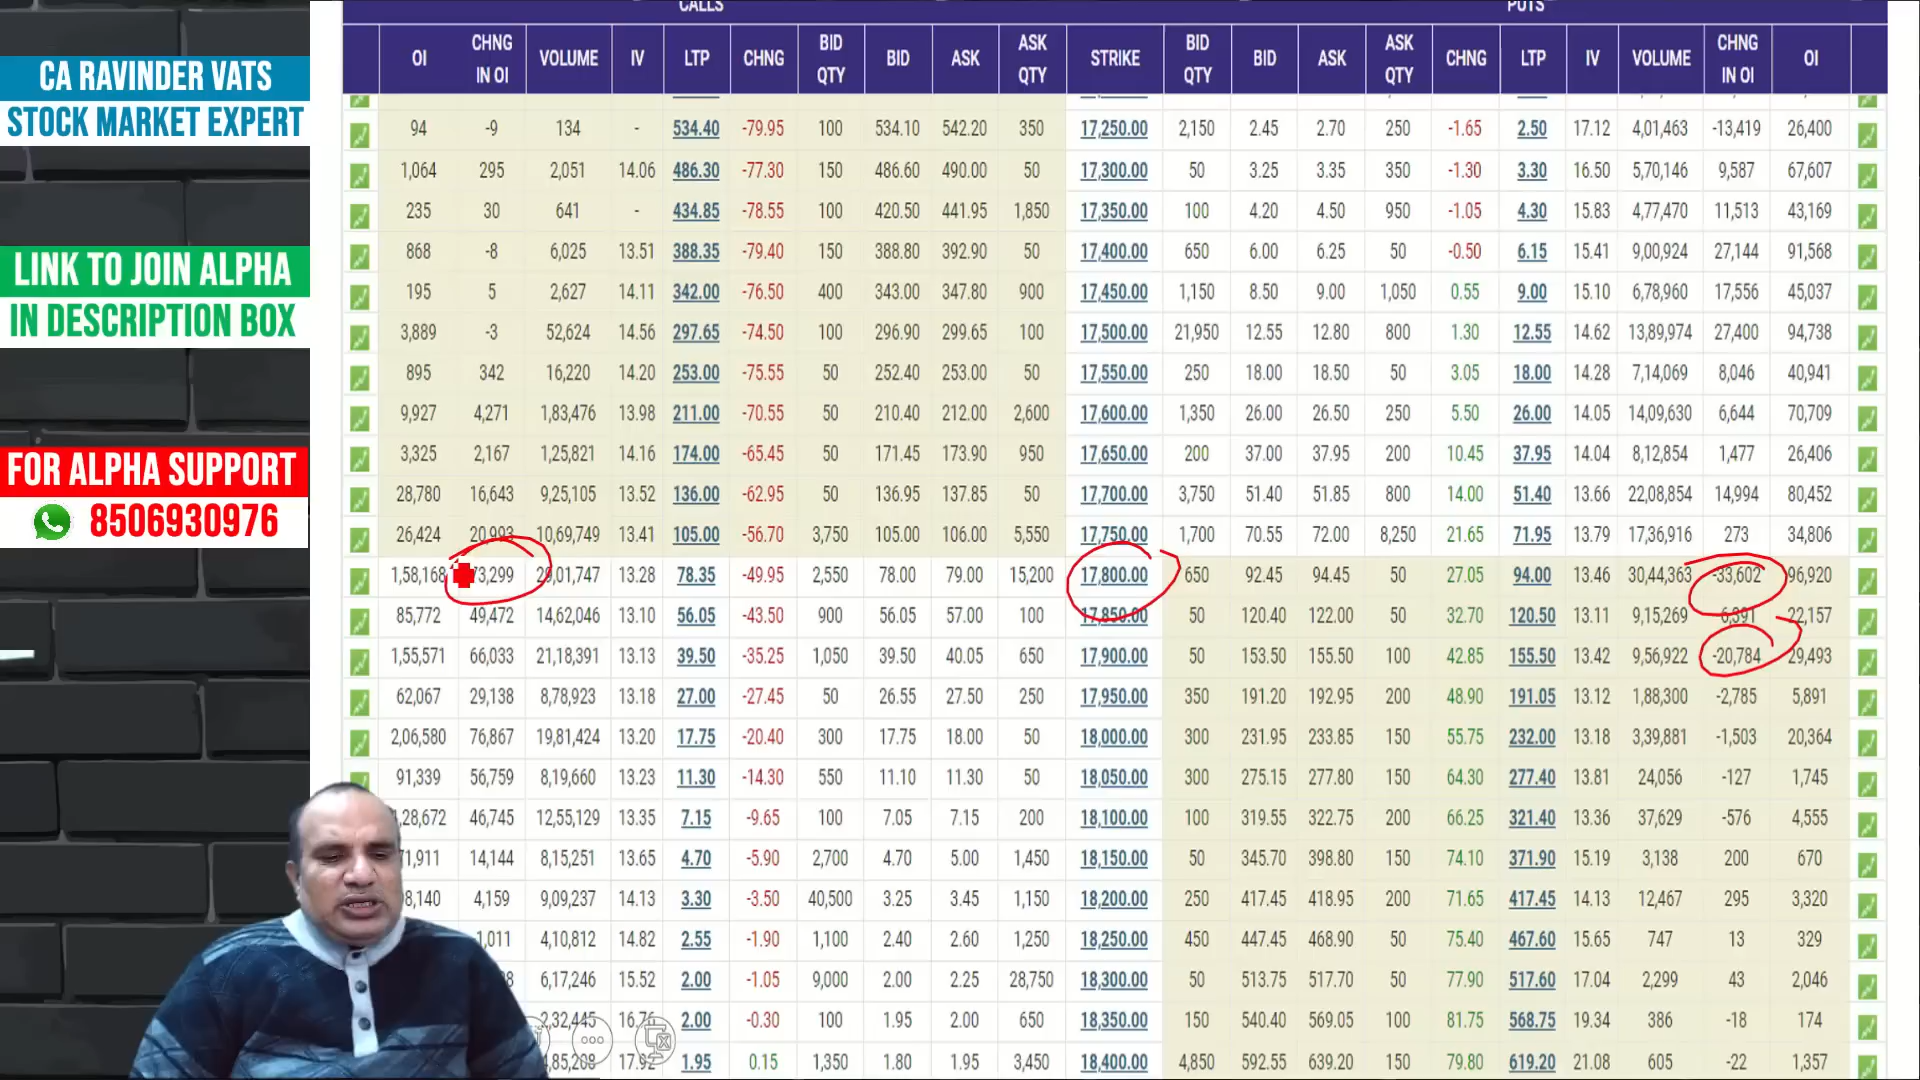 CA RAVINDER VATS
STOCK MARKET EXPERT
LINK TO JOIN ALPHA
IN DESCRIPTION BOX
FOR ALPHA SUPPORT
8506930976
CALLS PUTS
OI CHNG IN OI VOLUME IV LTP CHNG BID QTY BID ASK ASK QTY STRIKE BID QTY BID ASK ASK QTY CHNG LTP IV VOLUME CHNG IN OI OI
94 -9 134 - 534.40 -79.95 100 534.10 542.20 350 17,250.00 2,150 2.45 2.70 250 -1.65 2.50 17.12 4,01,463 -13,419 26,400
1,064 295 2,051 14.06 486.30 -77.30 150 486.60 490.00 50 17,300.00 50 3.25 3.35 350 -1.30 3.30 16.50 5,70,146 9,587 67,607
235 30 641 - 434.85 -78.55 100 420.50 441.95 1,850 17,350.00 100 4.20 4.50 950 -1.05 4.30 15.83 4,77,470 11,513 43,169
868 -8 6,025 13.51 388.35 -79.40 150 388.80 392.90 50 17,400.00 650 6.00 6.25 50 -0.50 6.15 15.41 9,00,924 27,144 91,568
195 5 2,627 14.11 342.00 -76.50 400 343.00 347.80 900 17,450.00 1,150 8.50 9.00 1,050 0.55 9.00 15.10 6,78,960 17,556 45,037
3,889 -3 52,624 14.56 297.65 -74.50 100 296.90 299.65 100 17,500.00 21,950 12.55 12.80 800 1.30 12.55 14.62 13,89,974 27,400 94,738
895 342 16,220 14.20 253.00 -75.55 50 252.40 253.00 50 17,550.00 250 18.00 18.50 50 3.05 18.00 14.28 7,14,069 8,046 40,941
9,927 4,271 1,83,476 13.98 211.00 -70.55 50 210.40 212.00 2,600 17,600.00 1,350 26.00 26.50 250 5.50 26.00 14.05 14,09,630 6,644 70,709
3,325 2,167 1,25,821 14.16 174.00 -65.45 50 171.45 173.90 950 17,650.00 200 37.00 37.95 200 10.45 37.95 14.04 8,12,854 1,477 26,406
28,780 16,643 9,25,105 13.52 136.00 -62.95 50 136.95 137.85 50 17,700.00 3,750 51.40 51.85 800 14.00 51.40 13.66 22,08,854 14,994 80,452
26,424 20,993 10,69,749 13.41 105.00 -56.70 3,750 105.00 106.00 5,550 17,750.00 1,700 70.55 72.00 8,250 21.65 71.95 13.79 17,36,916 273 34,806
1,58,168 73,299 29,01,747 13.28 78.35 -49.95 2,550 78.00 79.00 15,200 17,800.00 650 92.45 94.45 50 27.05 94.00 13.46 30,44,363 -33,602 96,920
85,772 49,472 14,62,046 13.10 56.05 -43.50 900 56.05 57.00 100 17,850.00 50 120.40 122.00 50 32.70 120.50 13.11 9,15,269 6,391 22,157
1,55,571 66,033 21,18,391 13.13 39.50 -35.25 1,050 39.50 40.05 650 17,900.00 50 153.50 155.50 100 42.85 155.50 13.42 9,56,922 -20,784 29,493
62,067 29,138 8,78,923 13.18 27.00 -27.45 50 26.55 27.50 250 17,950.00 350 191.20 192.95 200 48.90 191.05 13.12 1,88,300 -2,785 5,891
2,06,580 76,867 19,81,424 13.20 17.75 -20.40 300 17.75 18.00 50 18,000.00 300 231.95 233.85 150 55.75 232.00 13.18 3,39,881 -1,503 20,364
91,339 56,759 8,19,660 13.23 11.30 -14.30 550 11.10 11.30 50 18,050.00 300 275.15 277.80 150 64.30 277.40 13.81 24,056 -127 1,745
,28,672 46,745 12,55,129 13.35 7.15 -9.65 100 7.05 7.15 200 18,100.00 100 319.55 322.75 200 66.25 321.40 13.36 37,629 -576 4,555
71,911 14,144 8,15,251 13.65 4.70 -5.90 2,700 4.70 5.00 1,450 18,150.00 50 345.70 398.80 150 74.10 371.90 15.19 3,138 200 670
8,140 4,159 9,09,237 14.13 3.30 -3.50 40,500 3.25 3.45 1,150 18,200.00 250 417.45 418.95 200 71.65 417.45 14.13 12,467 295 3,320
1,011 4,10,812 14.82 2.55 -1.90 1,100 2.40 2.60 1,250 18,250.00 450 447.45 468.90 50 75.40 467.60 15.65 747 13 329
8 6,17,246 15.52 2.00 -1.05 9,000 2.00 2.25 28,750 18,300.00 50 513.75 517.70 50 77.90 517.60 17.04 2,299 43 2,046
2,32,445 16.76 2.00 -0.30 100 1.95 2.00 650 18,350.00 150 540.40 569.05 100 81.75 568.75 19.34 386 -18 174
,85,208 17.92 1.95 0.15 1,350 1.80 1.95 3,450 18,400.00 4,850 592.55 639.20 150 79.80 619.20 21.08 605 -22 1,357